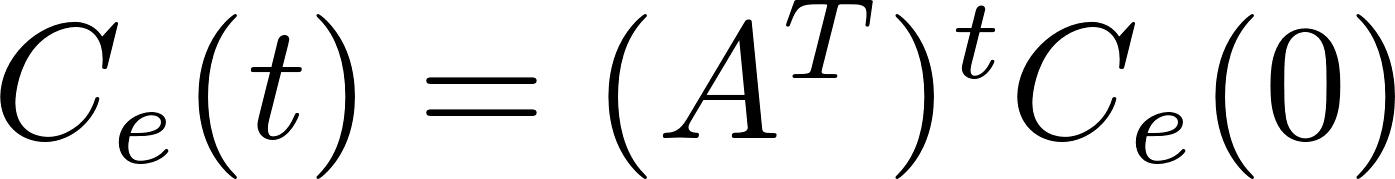 C_e(t) = (A^T)^t C_e(0)